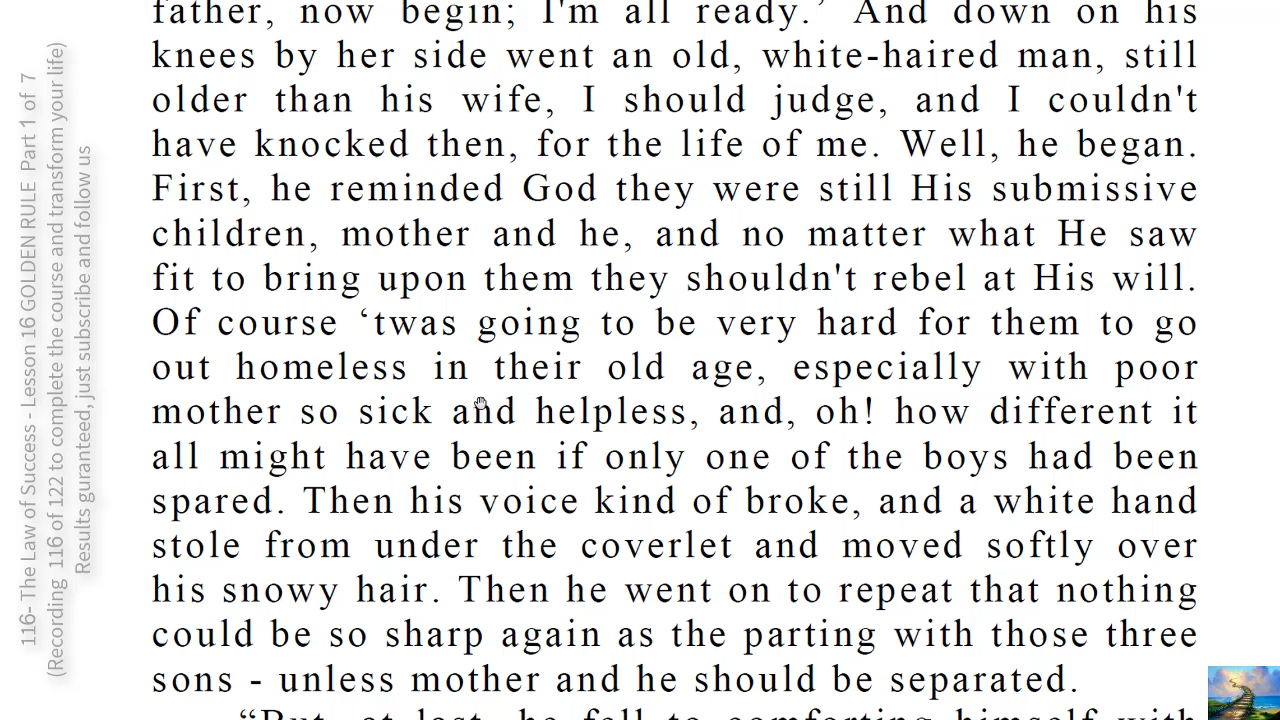 father, now begin; I'm all ready.’ And down on his
knees by her side went an old, white-haired man, still
older than his wife, I should judge, and I couldn't
have knocked then, for the life of me. Well, he began.
First, he reminded God they were still His submissive
children, mother and he, and no matter what He saw
fit to bring upon them they shouldn't rebel at His will.
Of course ‘twas going to be very hard for them to go
out homeless in their old age, especially with poor
mother so sick and helpless, and, oh! how different it
all might have been if only one of the boys had been
spared. Then his voice kind of broke, and a white hand
stole from under the coverlet and moved softly over
his snowy hair. Then he went on to repeat that nothing
could be so sharp again as the parting with those three
sons - unless mother and he should be separated.
“But, at last, he fell to comforting himself with
116- The Law of Success - Lesson 16 GOLDEN RULE Part 1 of 7
(Recording 116 of 122 to complete the course and transform your life)
Results guranteed, just subscribe and follow us